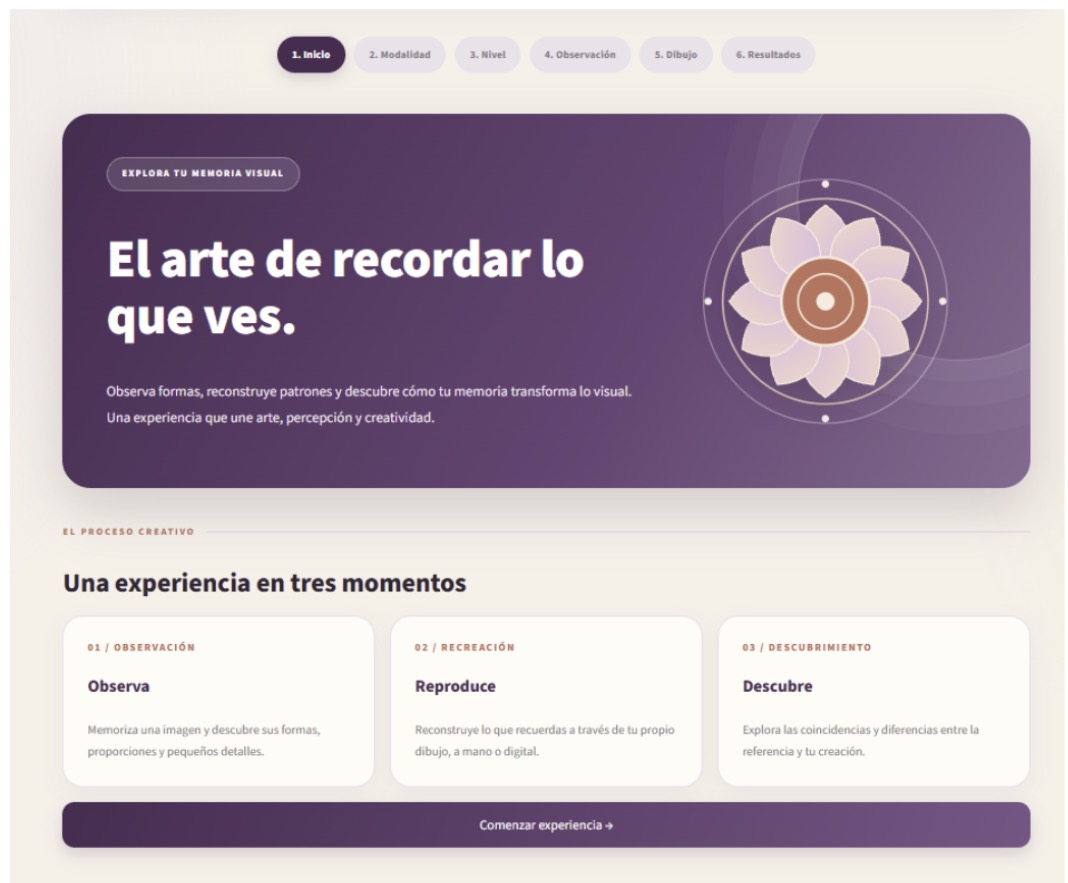 1. Inicio
2. Modalidad
3. Nivel
4. Observación
5. Dibujo
6. Resultados
EXPLORA TU MEMORIA VISUAL
El arte de recordar lo
que ves.
Observa formas, reconstruye patrones y descubre cómo tu memoria transforma lo visual.
Una experiencia que une arte, percepción y creatividad.
EL PROCESO CREATIVO
Una experiencia en tres momentos
01 / OBSERVACIÓN
Observa
Memoriza una imagen y descubre sus formas,
proporciones y pequeños detalles.
02 / RECREACIÓN
Reproduce
Reconstruye lo que recuerdas a través de tu propio
dibujo, a mano o digital.
03 / DESCUBRIMIENTO
Descubre
Explora las coincidencias y diferencias entre la
referencia y tu creación.
Comenzar experiencia →